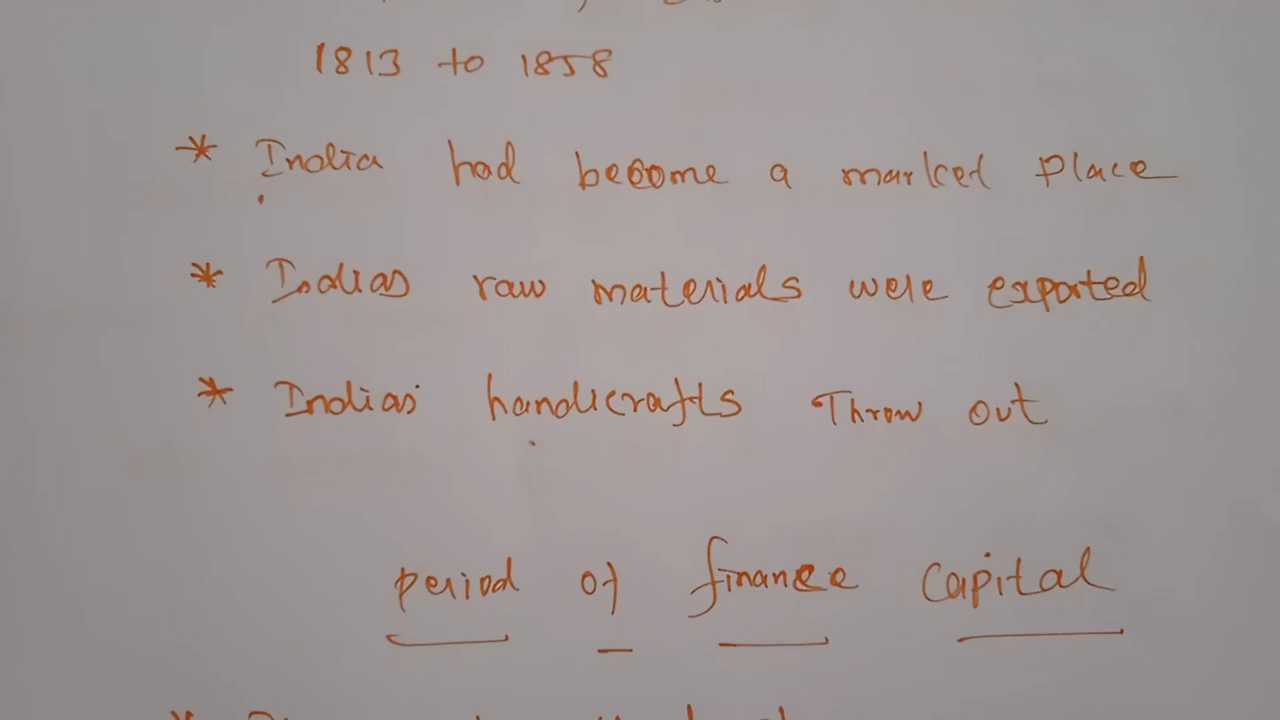 1813 to 1858
* India had become a marked place
* Indias raw materials were exported
* Indias' handicrafts Throw out
period of finance capital